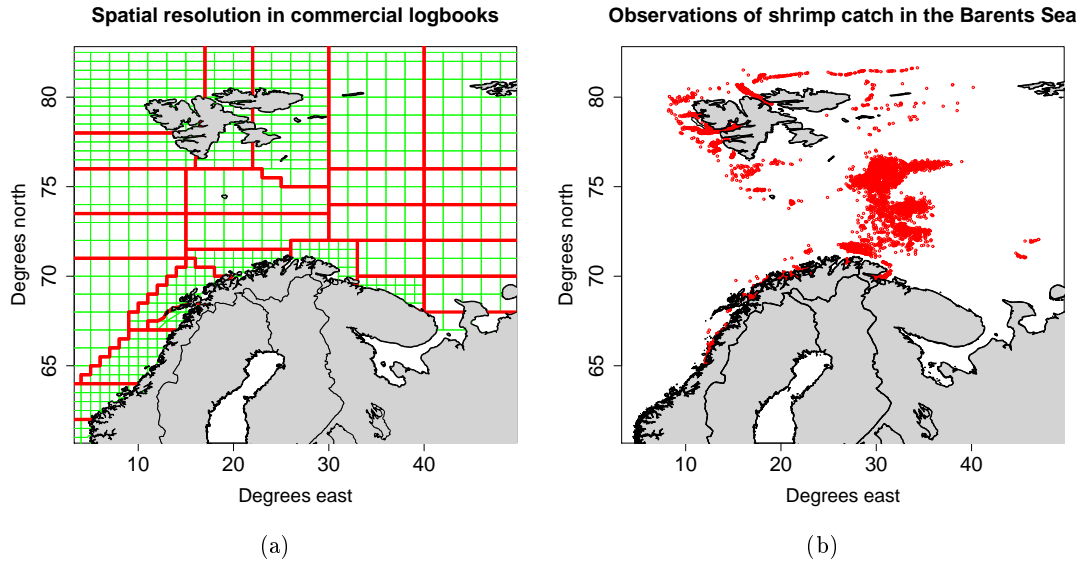 Spatial resolution in commercial logbooks
80
75
70
65
Degrees north
10 20 30 40
Degrees east
(a)
Observations of shrimp catch in the Barents Sea
80
75
70
65
Degrees north
10 20 30 40
Degrees east
(b)